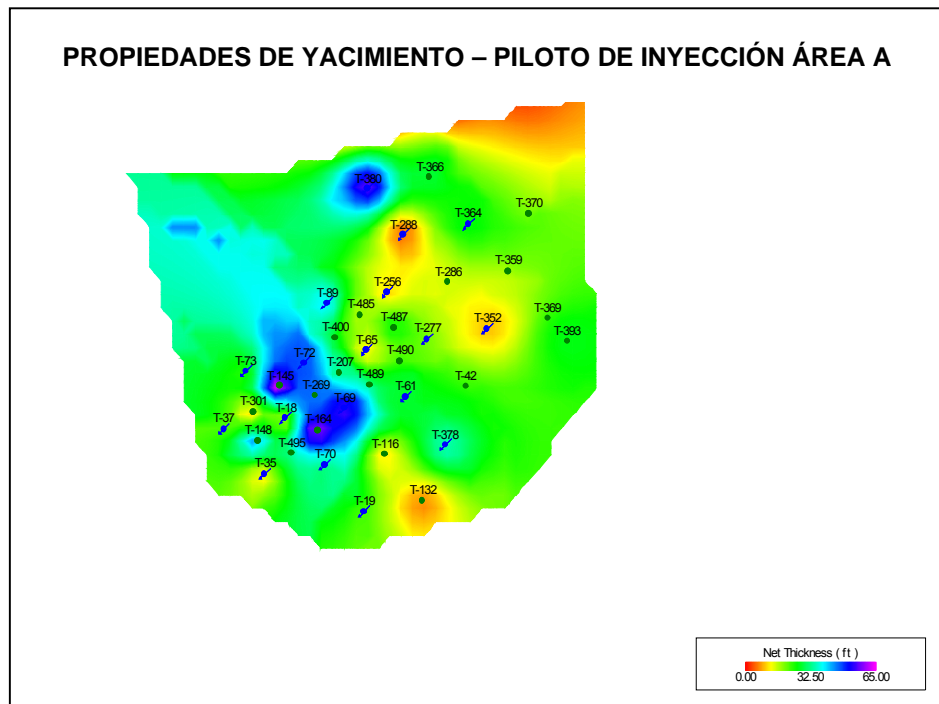 PROPIEDADES DE YACIMIENTO – PILOTO DE INYECCIÓN ÁREA A
T-366
T-380
T-370
T-364
T-288
T-359
T-286
T-256
T-89
T-485
T-369
T-487
T-400
T-277
T-352
T-393
T-65
T-72
T-490
T-73
T-207
T-145
T-489
T-42
T-269
T-61
T-301
T-69
T-18
T-37
T-164
T-148
T-378
T-495
T-116
T-70
T-35
T-132
T-19
Net Thickness ( ft )
0.00 32.50 65.00